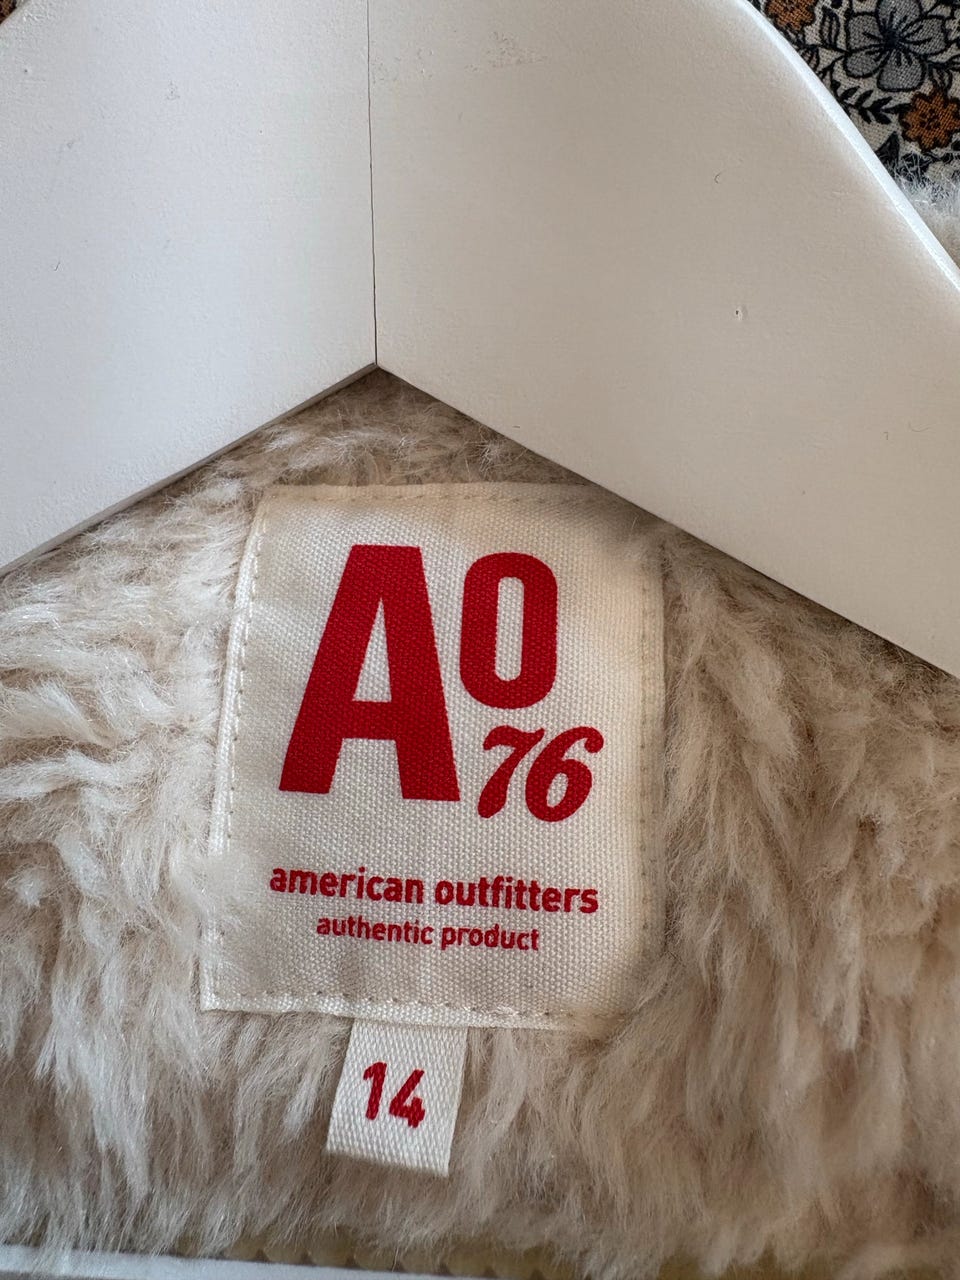 AO
76
american outfitters
authentic product
14